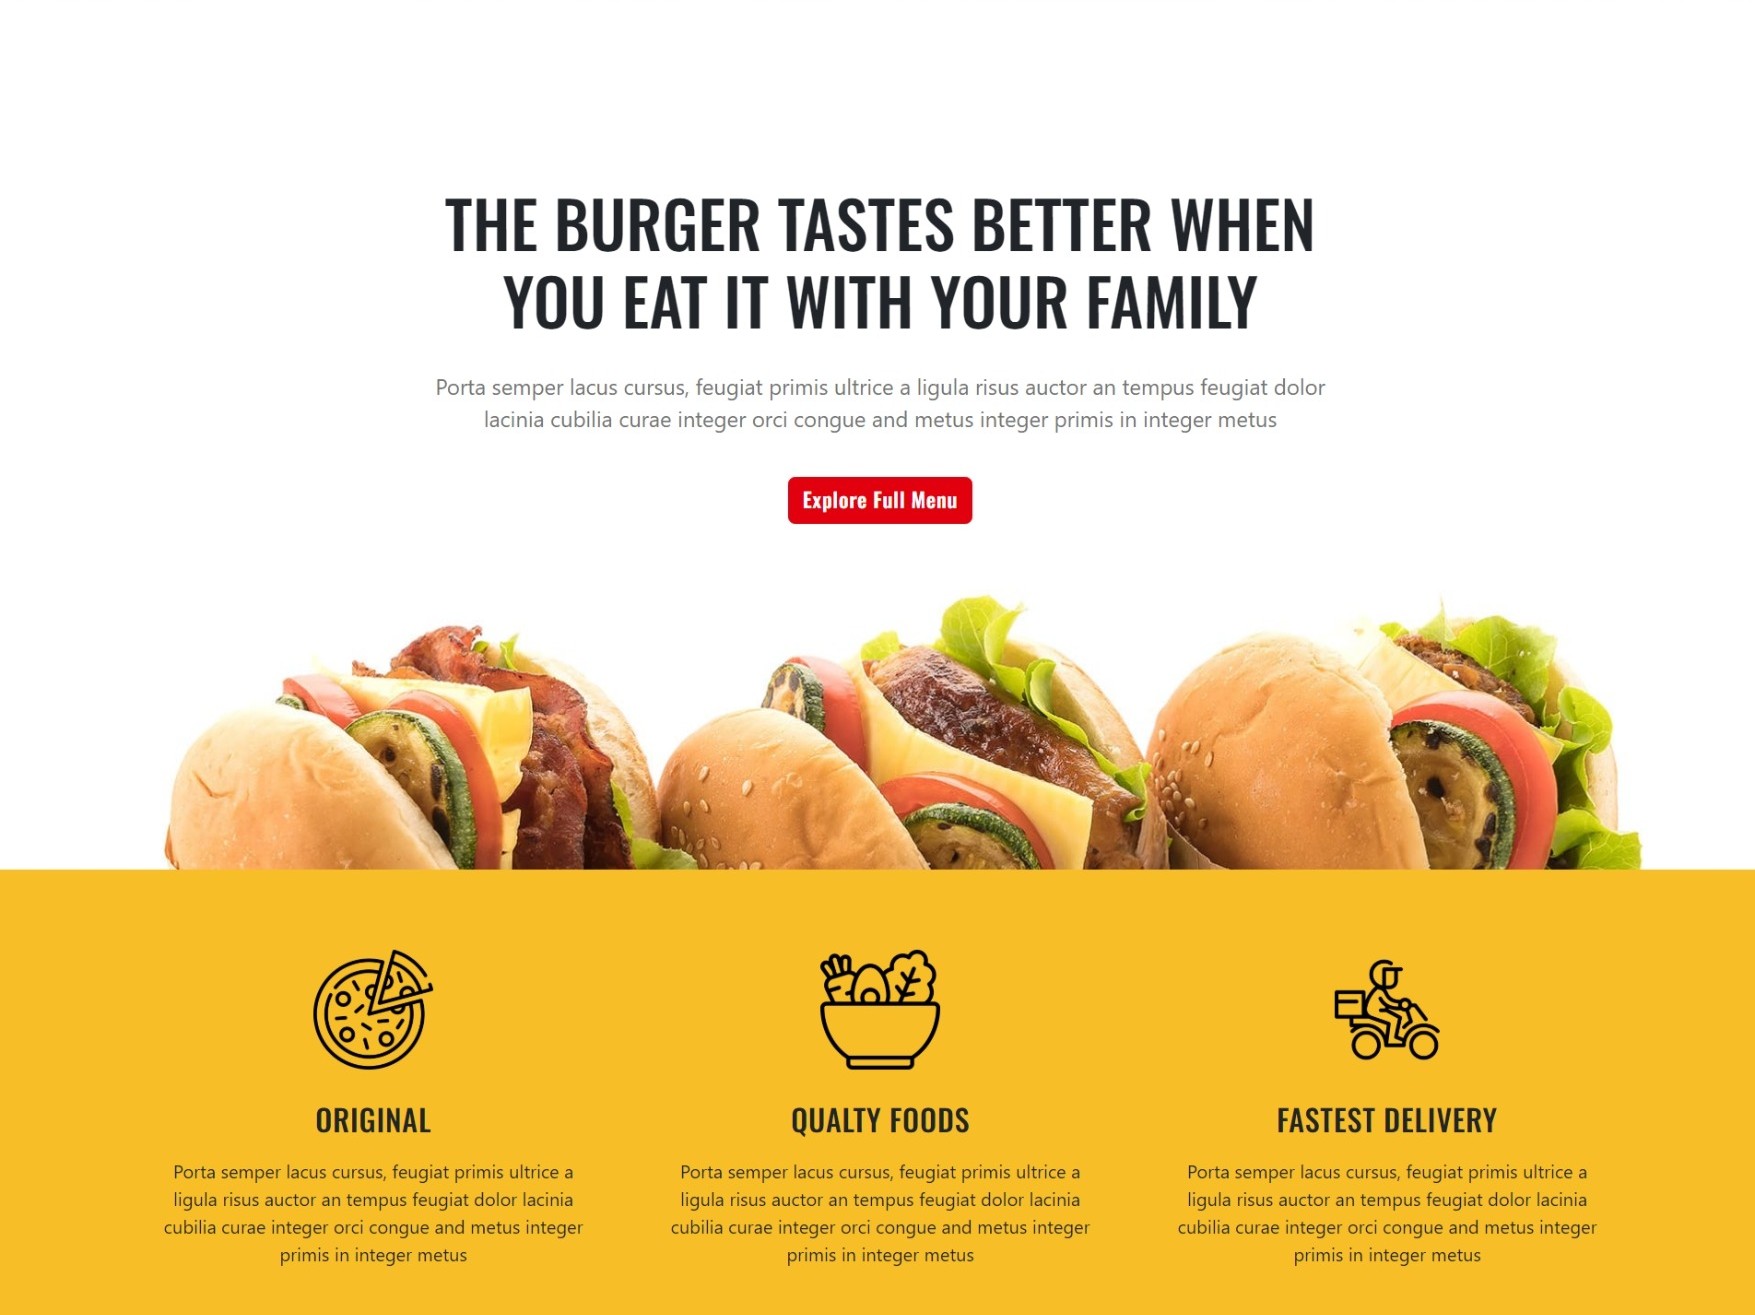 THE BURGER TASTES BETTER WHEN
YOU EAT IT WITH YOUR FAMILY
Porta semper lacus cursus, feugiat primis ultrice a ligula risus auctor an tempus feugiat dolor
lacinia cubilia curae integer orci congue and metus integer primis in integer metus
Explore Full Menu
ORIGINAL
Porta semper lacus cursus, feugiat primis ultrice a
ligula risus auctor an tempus feugiat dolor lacinia
cubilia curae integer orci congue and metus integer
primis in integer metus
QUALTY FOODS
Porta semper lacus cursus, feugiat primis ultrice a
ligula risus auctor an tempus feugiat dolor lacinia
cubilia curae integer orci congue and metus integer
primis in integer metus
FASTEST DELIVERY
Porta semper lacus cursus, feugiat primis ultrice a
ligula risus auctor an tempus feugiat dolor lacinia
cubilia curae integer orci congue and metus integer
primis in integer metus